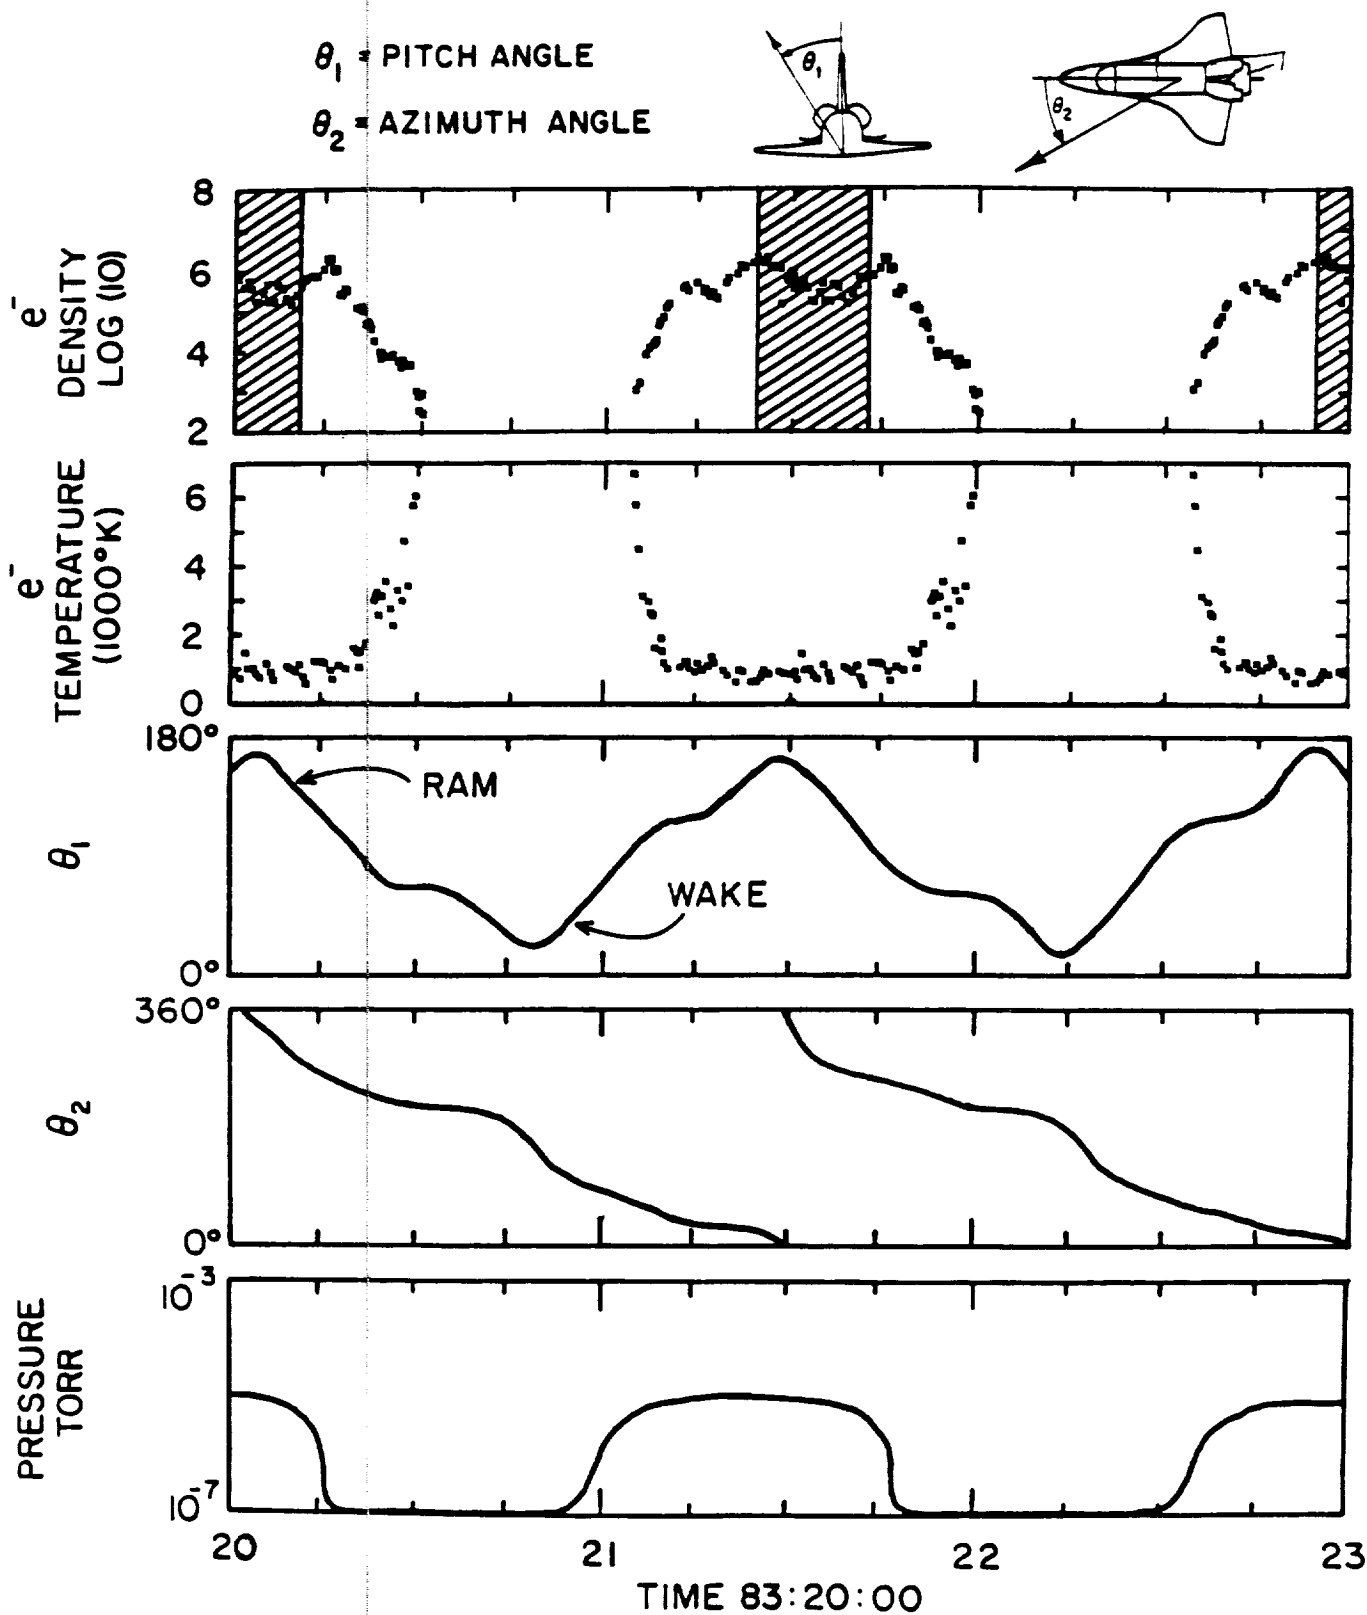 θ₁ = PITCH ANGLE
θ₂ = AZIMUTH ANGLE
θ₁
θ₂
e⁻
DENSITY
LOG (10)
8
6
4
2
e⁻
TEMPERATURE
(1000°K)
6
4
2
0
θ₁
180°
0°
RAM
WAKE
θ₂
360°
0°
PRESSURE
TORR
10⁻³
10⁻⁷
20
21
22
23
TIME 83:20:00